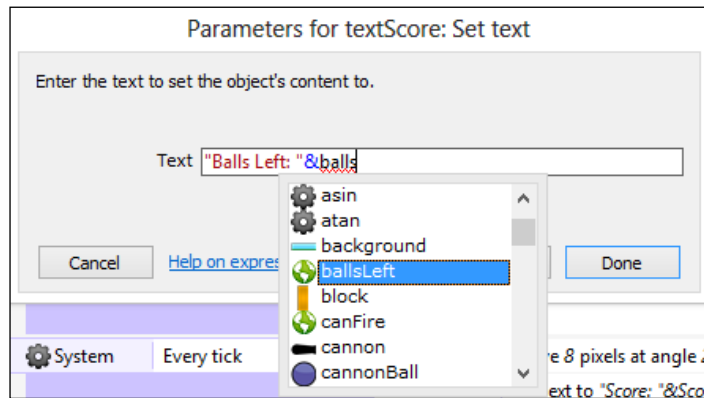 Parameters for textScore: Set text
Enter the text to set the object's content to.
Text "Balls Left: "&balls
asin
atan
background
ballsLeft
block
canFire
cannon
cannonBall
Cancel Help on expres Done
System Every tick e 8 pixels at angle
ext to "Score: "&Sco